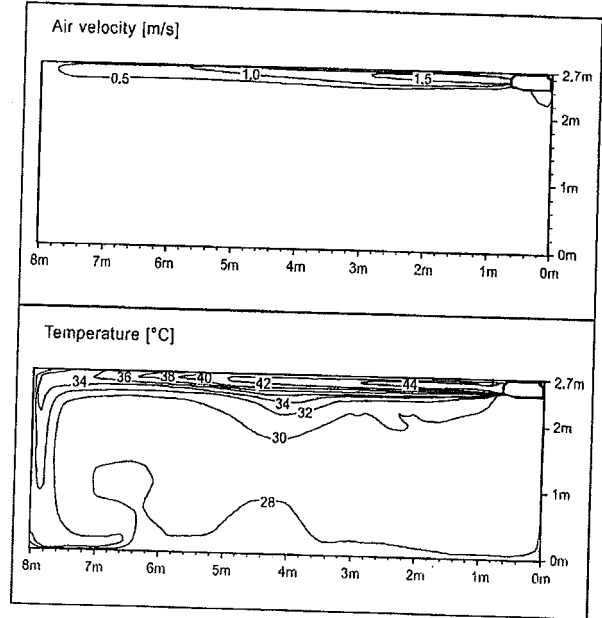 Air velocity [m/s]
0.5
1.0
1.5
2.7m
2m
1m
0m
8m 7m 6m 5m 4m 3m 2m 1m 0m
Temperature [°C]
34 36 38 40 42 44
34
32
30
28
2.7m
2m
1m
0m
8m 7m 6m 5m 4m 3m 2m 1m 0m